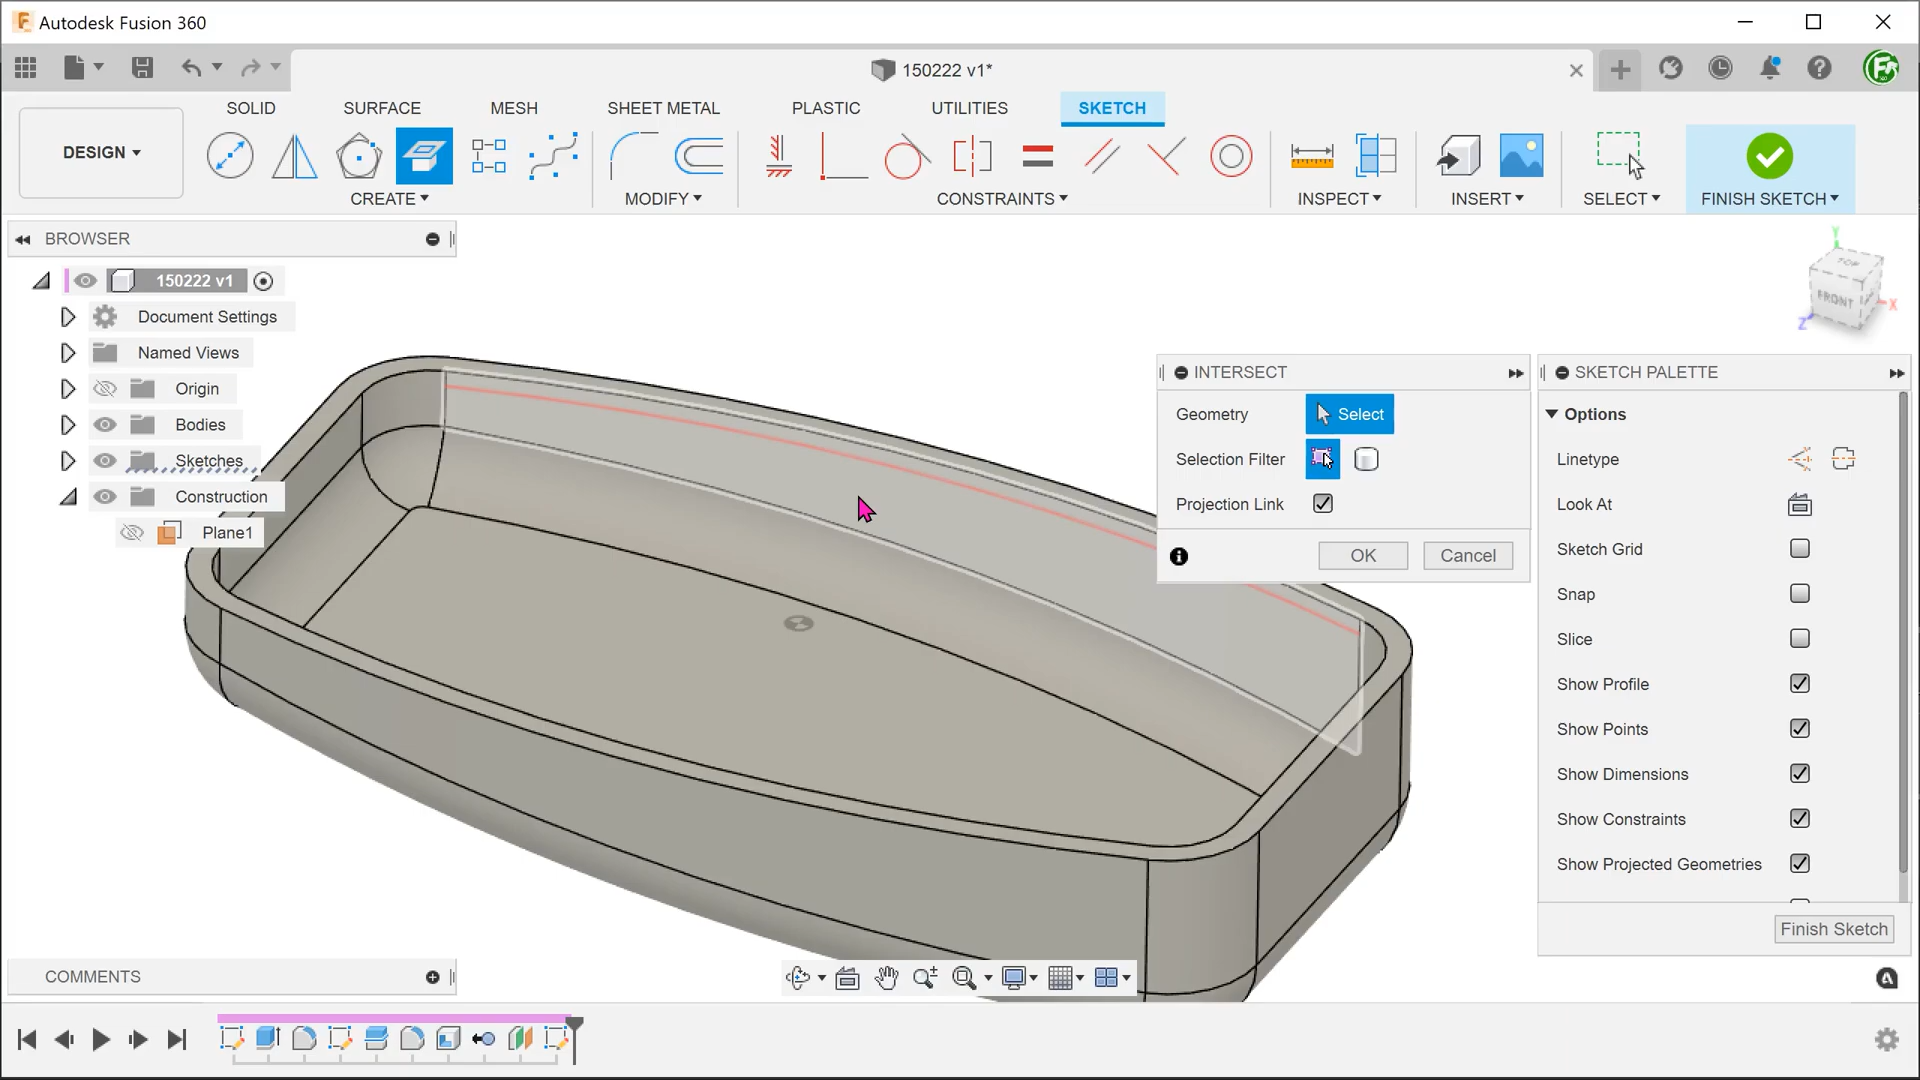 Autodesk Fusion 360
150222 v1*
SOLID SURFACE MESH SHEET METAL PLASTIC UTILITIES SKETCH
DESIGN
CREATE MODIFY CONSTRAINTS INSPECT INSERT SELECT FINISH SKETCH
BROWSER
150222 v1
Document Settings
Named Views
Origin
Bodies
Sketches
Construction
Plane1
Y
TOP
FRONT
X
Z
INTERSECT
Geometry Select
Selection Filter
Projection Link
OK Cancel
SKETCH PALETTE
Options
Linetype
Look At
Sketch Grid
Snap
Slice
Show Profile
Show Points
Show Dimensions
Show Constraints
Show Projected Geometries
Finish Sketch
COMMENTS